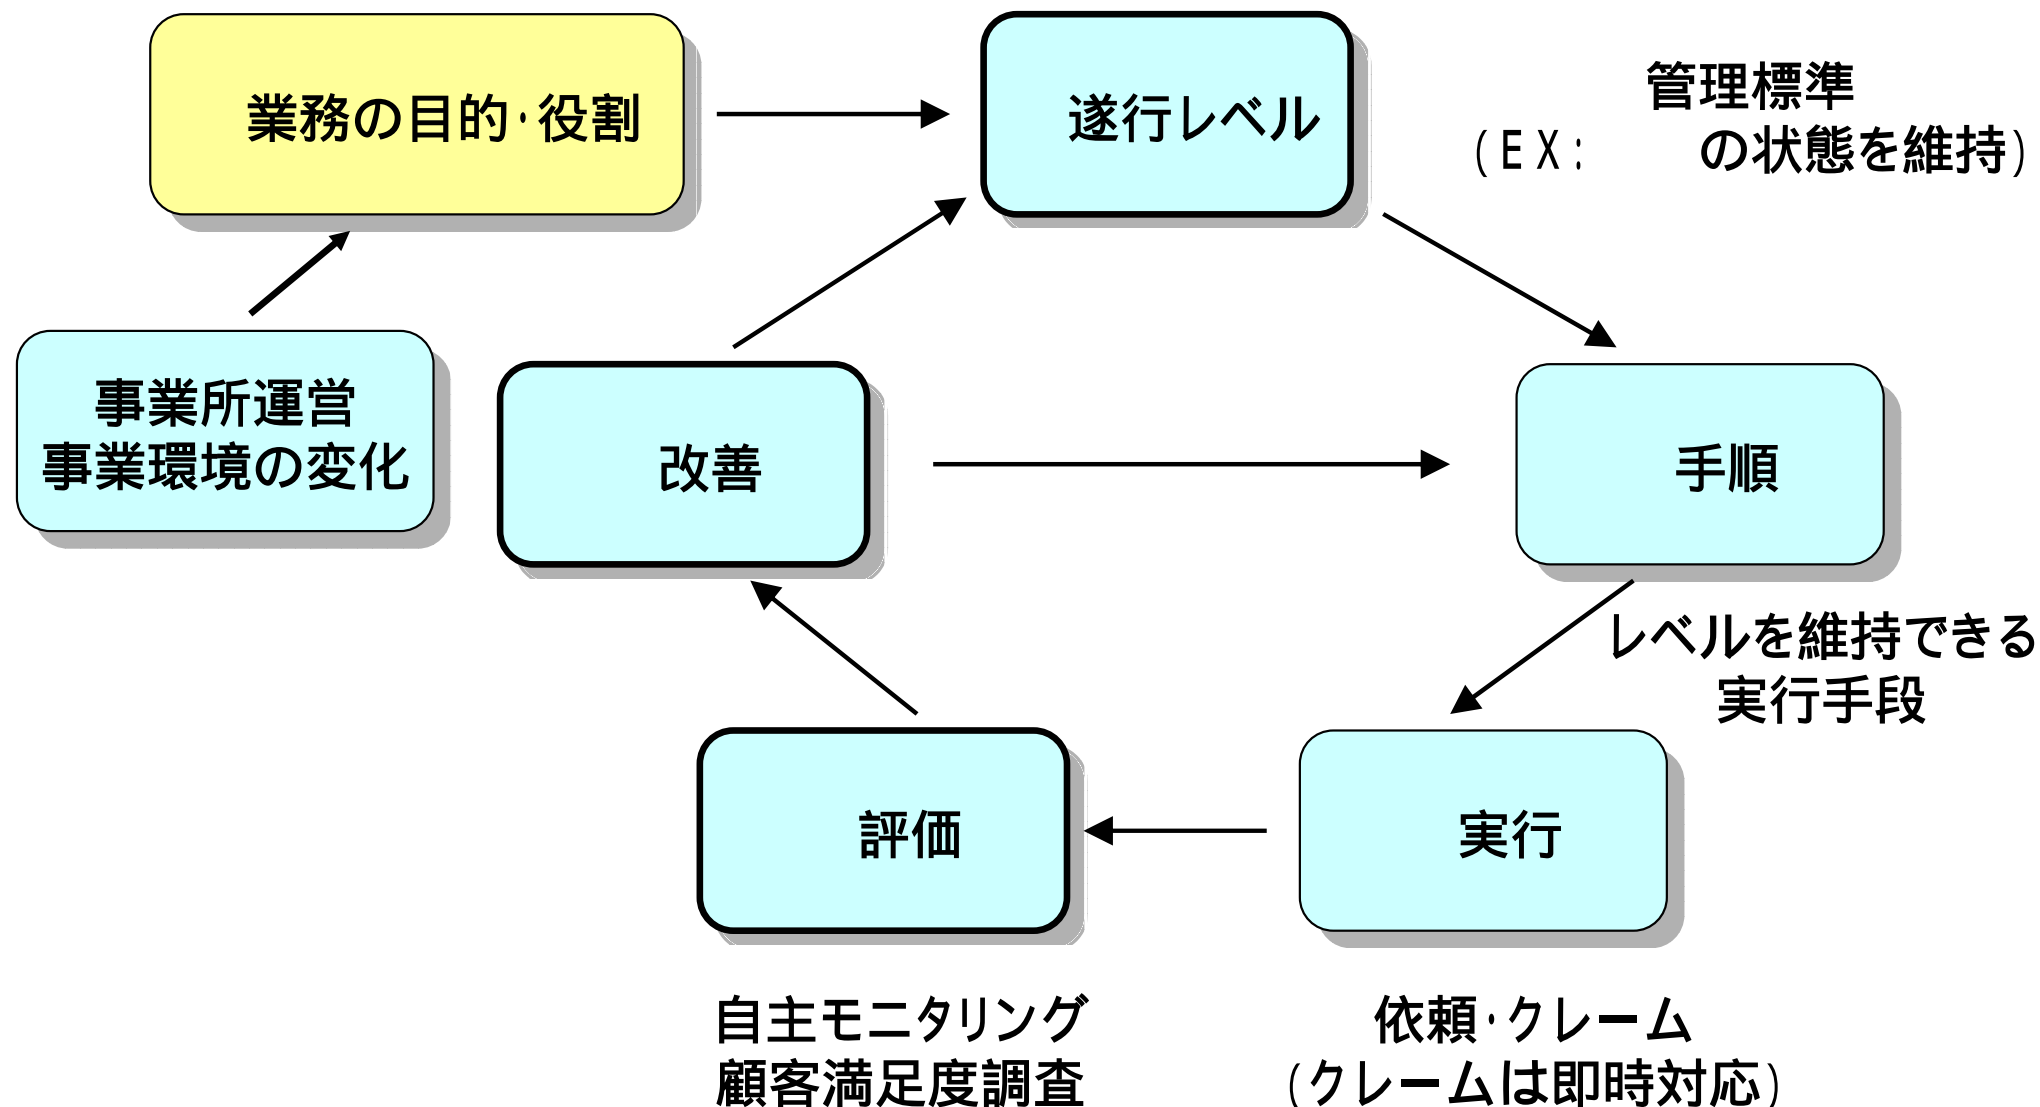 業務の目的・役割
遂行レベル
管理標準
(EX:　　の状態を維持)
事業所運営
事業環境の変化
改善
手順
レベルを維持できる
実行手段
評価
実行
自主モニタリング
顧客満足度調査
依頼・クレーム
(クレームは即時対応)